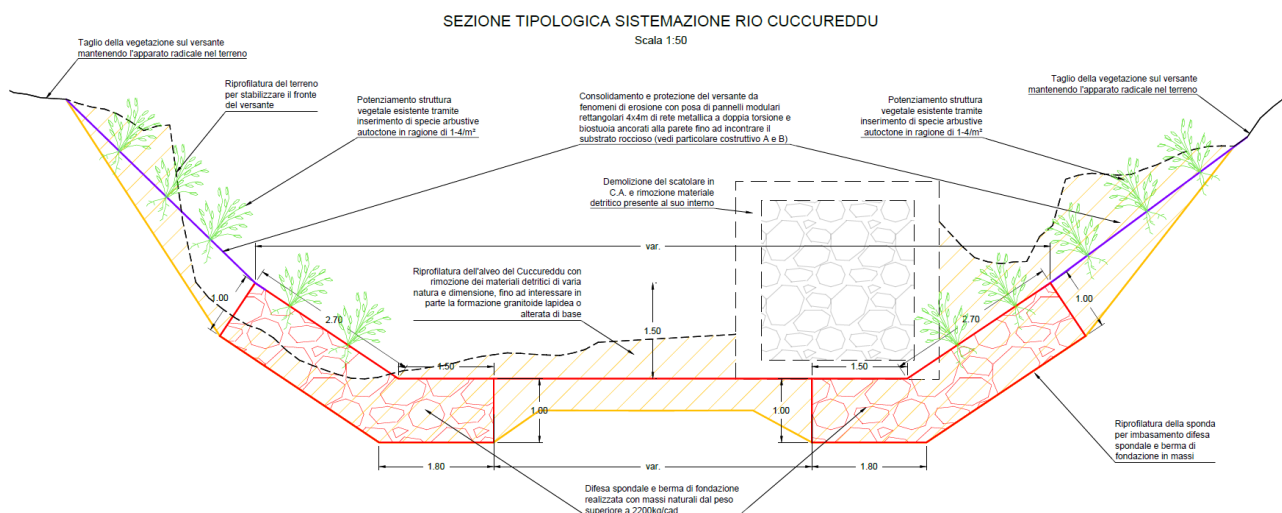 SEZIONE TIPOLOGICA SISTEMAZIONE RIO CUCCUREDDU
Scala 1:50
Taglio della vegetazione sul versante
mantenendo l'apparato radicale nel terreno
Riprofilatura del terreno
per stabilizzare il fronte
del versante
Potenziamento struttura
vegetale esistente tramite
inserimento di specie arbustive
autoctone in ragione di 1-4/m²
Consolidamento e protezione del versante da
fenomeni di erosione con posa di pannelli modulari
rettangolari 4x4m di rete metallica a doppia torsione e
biostuoia ancorati alla parete fino ad incontrare il
substrato roccioso (vedi particolare costruttivo A e B)
Potenziamento struttura
vegetale esistente tramite
inserimento di specie arbustive
autoctone in ragione di 1-4/m²
Taglio della vegetazione sul versante
mantenendo l'apparato radicale nel terreno
Demolizione del scatolare in
C.A. e rimozione materiale
detritico presente al suo interno
var.
Riprofilatura dell'alveo del Cuccureddu con
rimozione dei materiali detritici di varia
natura e dimensione, fino ad interessare in
parte la formazione granitoide lapidea o
alterata di base
1.00
2.70
1.50
2.70
1.00
1.50
1.50
1.00
1.00
Riprofilatura della sponda
per imbasamento difesa
spondale e berma di
fondazione in massi
1.80
var.
1.80
Difesa spondale e berma di fondazione
realizzata con massi naturali dal peso
superiore a 2200kg/cad